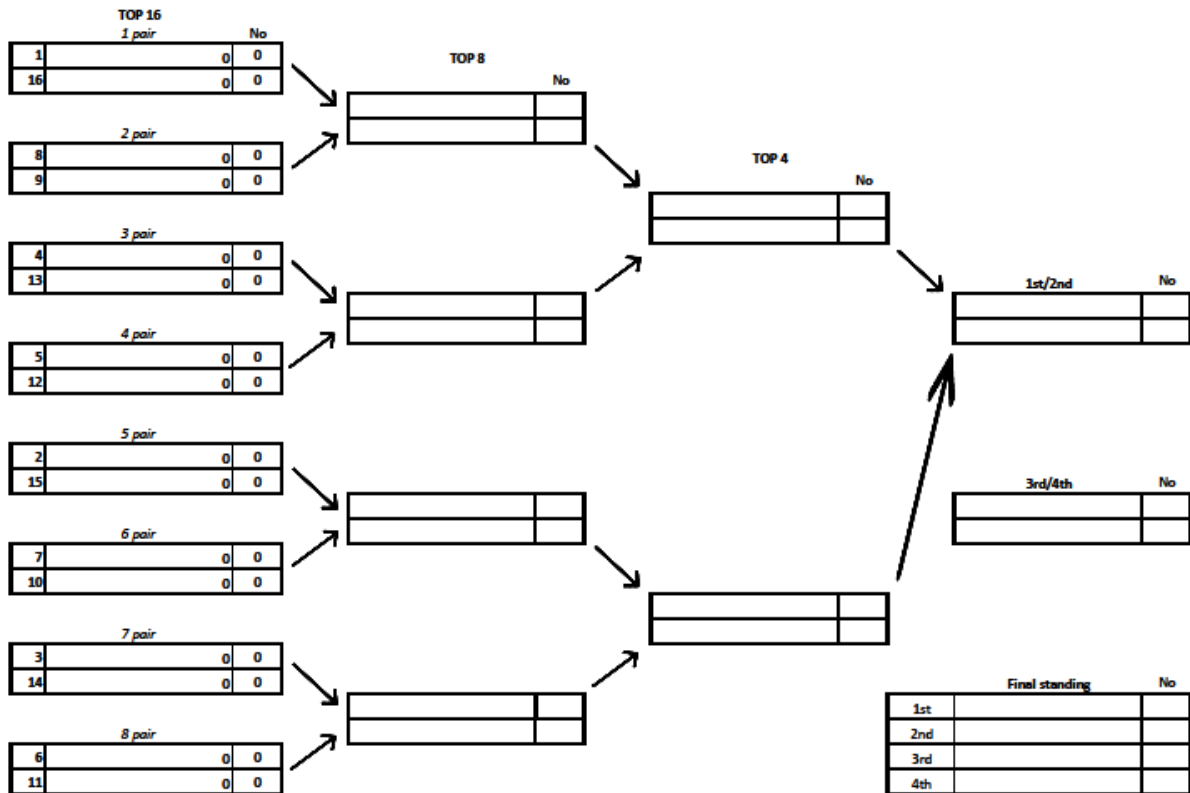 TOP 16
1 pair No
1 0 0
16 0 0
2 pair
8 0 0
9 0 0
3 pair
4 0 0
13 0 0
4 pair
5 0 0
12 0 0
5 pair
2 0 0
15 0 0
6 pair
7 0 0
10 0 0
7 pair
3 0 0
14 0 0
8 pair
6 0 0
11 0 0
TOP 8
No
TOP 4
No
1st/2nd No
3rd/4th No
Final standing No
1st
2nd
3rd
4th